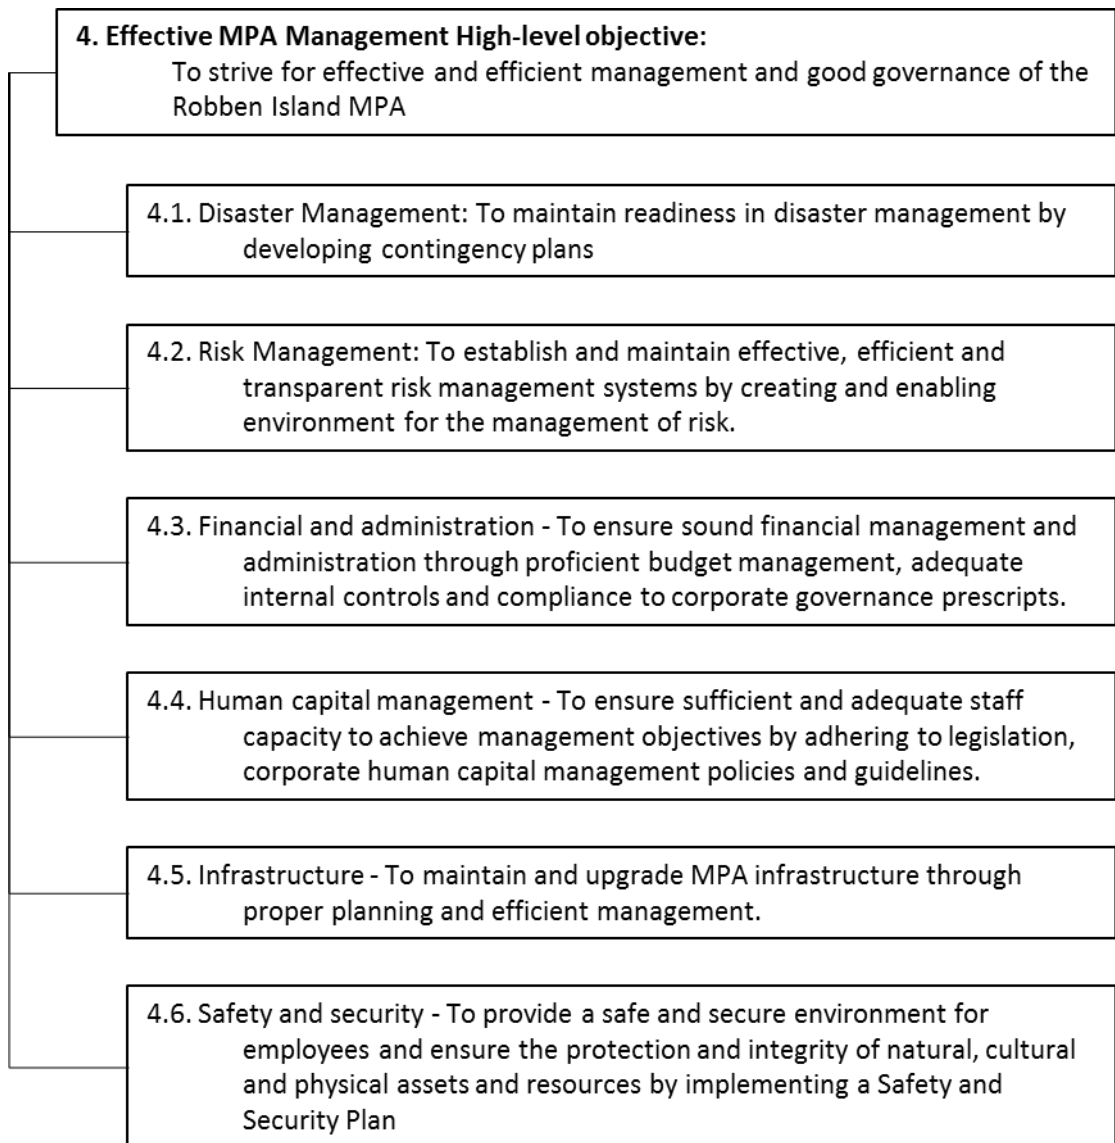 4. Effective MPA Management High-level objective:
To strive for effective and efficient management and good governance of the
Robben Island MPA
4.1. Disaster Management: To maintain readiness in disaster management by
developing contingency plans
4.2. Risk Management: To establish and maintain effective, efficient and
transparent risk management systems by creating and enabling
environment for the management of risk.
4.3. Financial and administration - To ensure sound financial management and
administration through proficient budget management, adequate
internal controls and compliance to corporate governance prescripts.
4.4. Human capital management - To ensure sufficient and adequate staff
capacity to achieve management objectives by adhering to legislation,
corporate human capital management policies and guidelines.
4.5. Infrastructure - To maintain and upgrade MPA infrastructure through
proper planning and efficient management.
4.6. Safety and security - To provide a safe and secure environment for
employees and ensure the protection and integrity of natural, cultural
and physical assets and resources by implementing a Safety and
Security Plan